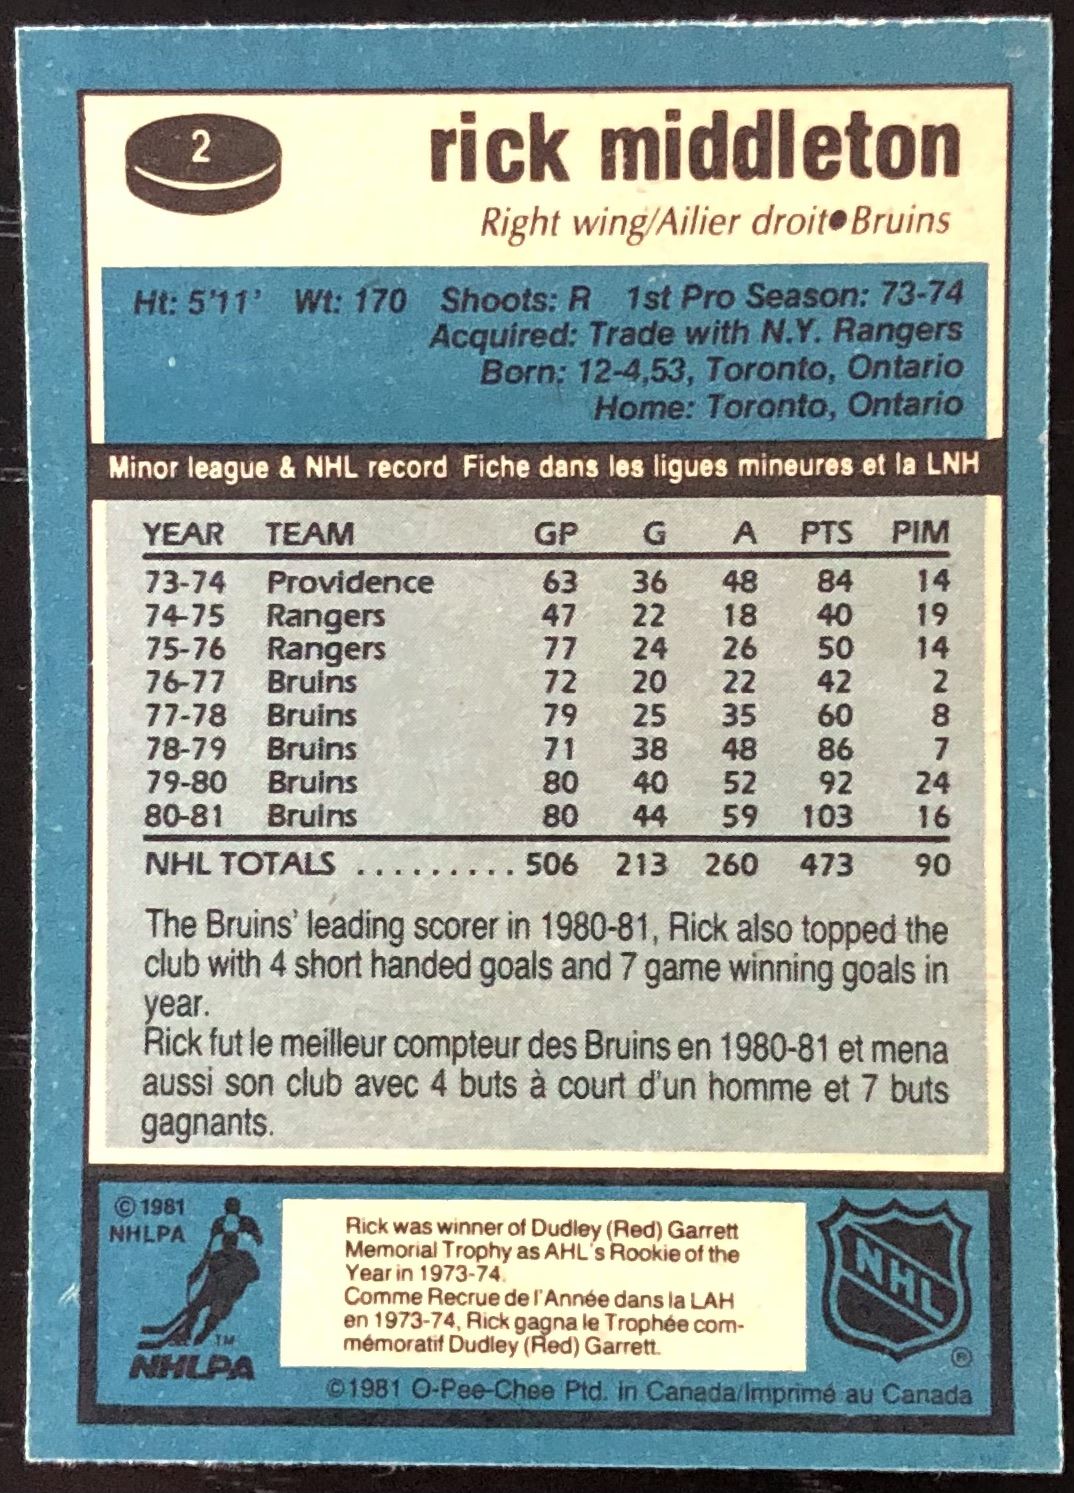 2
rick middleton
Right wing/Ailier droit●Bruins
Ht: 5'11' Wt: 170 Shoots: R 1st Pro Season: 73-74
Acquired: Trade with N.Y. Rangers
Born: 12-4,53, Toronto, Ontario
Home: Toronto, Ontario
Minor league & NHL record Fiche dans les ligues mineures et la LNH
YEAR TEAM GP G A PTS PIM
73-74 Providence 63 36 48 84 14
74-75 Rangers 47 22 18 40 19
75-76 Rangers 77 24 26 50 14
76-77 Bruins 72 20 22 42 2
77-78 Bruins 79 25 35 60 8
78-79 Bruins 71 38 48 86 7
79-80 Bruins 80 40 52 92 24
80-81 Bruins 80 44 59 103 16
NHL TOTALS ......... 506 213 260 473 90
The Bruins' leading scorer in 1980-81, Rick also topped the
club with 4 short handed goals and 7 game winning goals in
year.
Rick fut le meilleur compteur des Bruins en 1980-81 et mena
aussi son club avec 4 buts à court d'un homme et 7 buts
gagnants.
©1981
NHLPA
TM
NHLPA
Rick was winner of Dudley (Red) Garrett
Memorial Trophy as AHL's Rookie of the
Year in 1973-74.
Comme Recrue de l'Année dans la LAH
en 1973-74, Rick gagna le Trophée com-
mémoratif Dudley (Red) Garrett.
NHL
®
©1981 O-Pee-Chee Ptd. in Canada/Imprimé au Canada